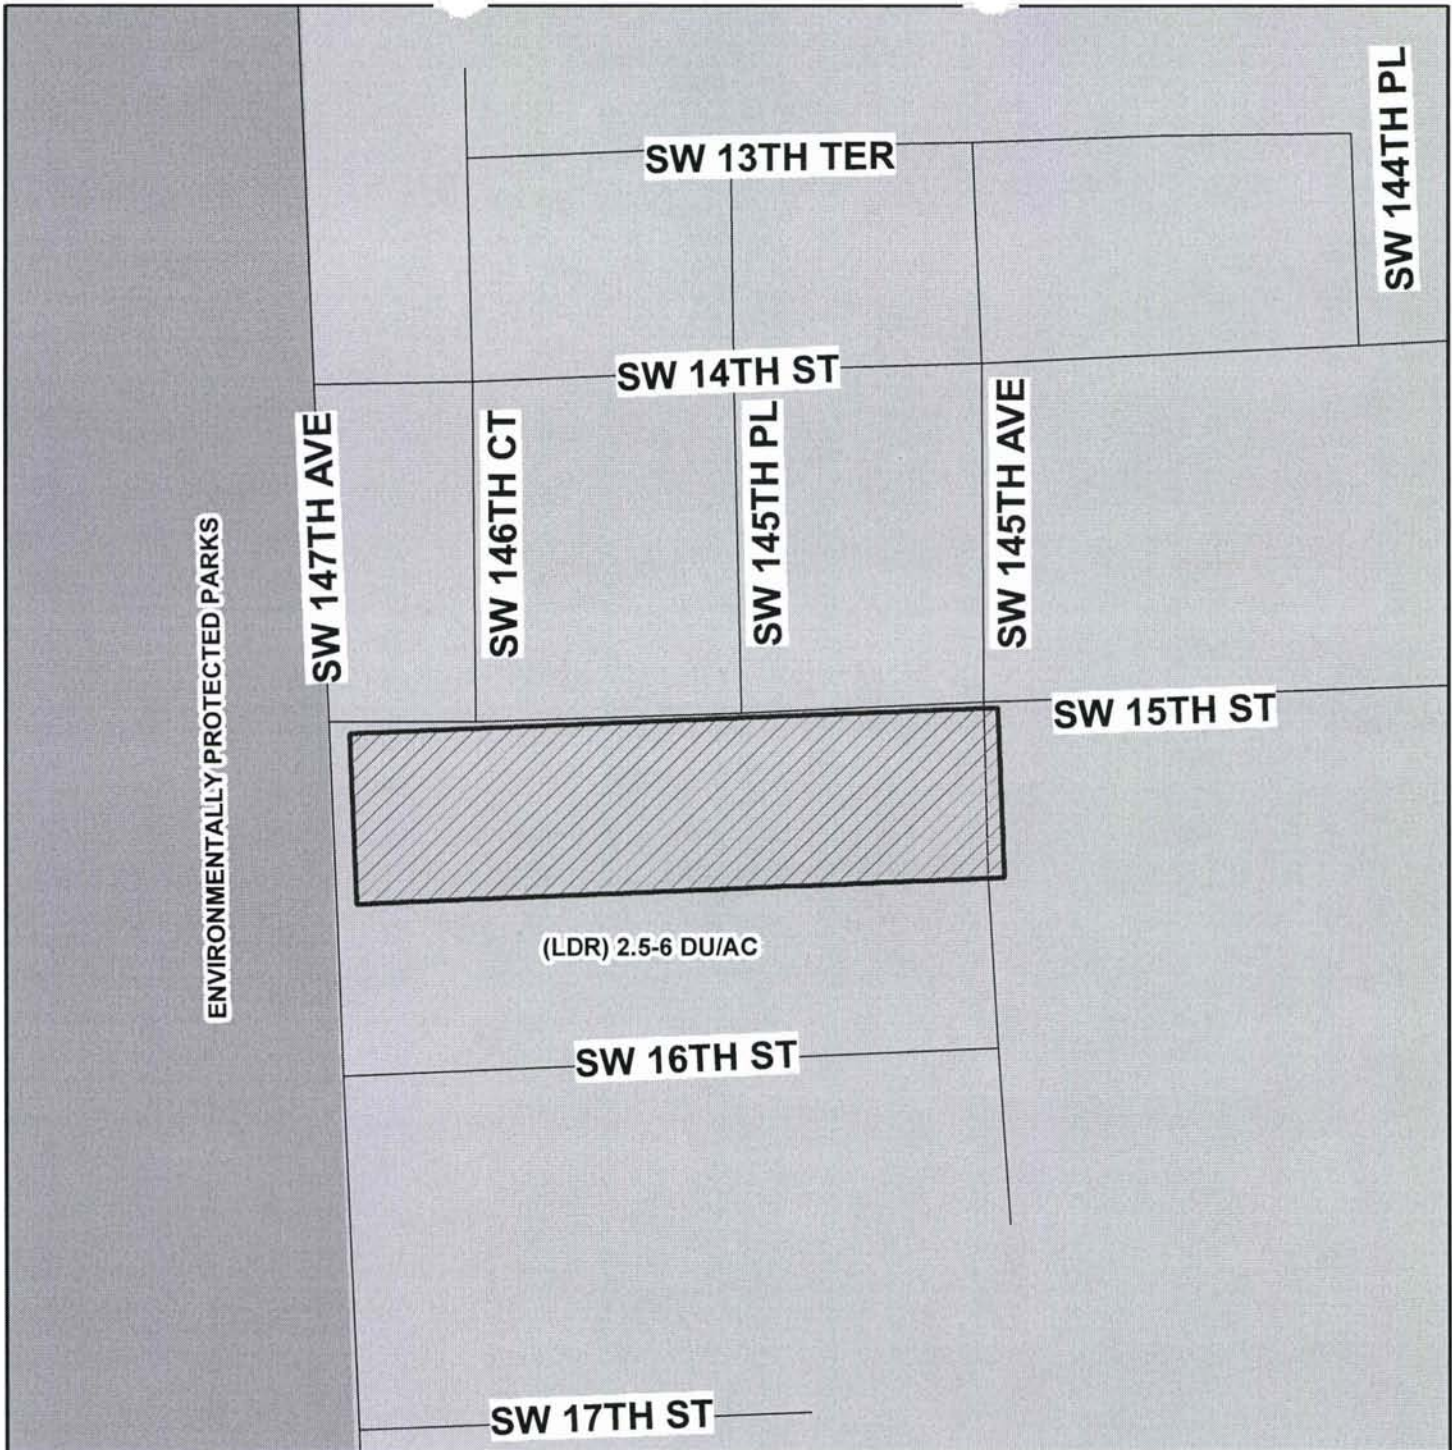 SW 13TH TER
SW 144TH PL
SW 14TH ST
SW 147TH AVE
SW 146TH CT
SW 145TH PL
SW 145TH AVE
ENVIRONMENTALLY PROTECTED PARKS
SW 15TH ST
(LDR) 2.5-6 DU/AC
SW 16TH ST
SW 17TH ST